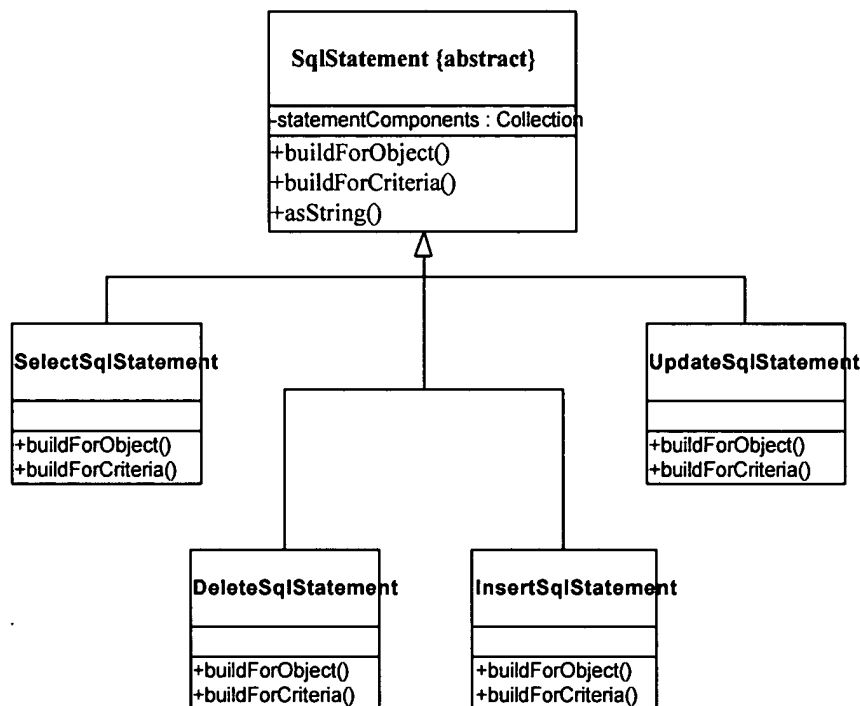 SqlStatement {abstract}
-statementComponents : Collection
+buildForObject()
+buildForCriteria()
+asString()
SelectSqlStatement
+buildForObject()
+buildForCriteria()
UpdateSqlStatement
+buildForObject()
+buildForCriteria()
DeleteSqlStatement
+buildForObject()
+buildForCriteria()
InsertSqlStatement
+buildForObject()
+buildForCriteria()